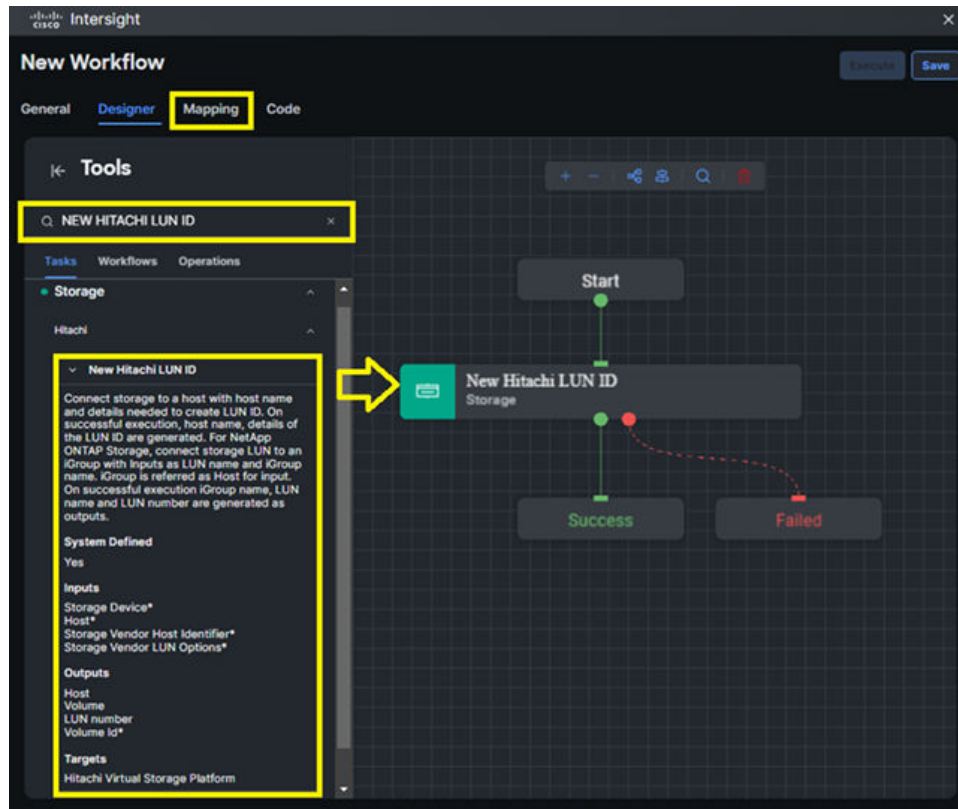 cisco Intersight
New Workflow
Execute Save
General Designer Mapping Code
Tools
NEW HITACHI LUN ID
Tasks Workflows Operations
Storage
Hitachi
New Hitachi LUN ID
Connect storage to a host with host name
and details needed to create LUN ID. On
successful execution, host name, details of
the LUN ID are generated. For NetApp
ONTAP Storage, connect storage LUN to an
iGroup with Inputs as LUN name and iGroup
name. iGroup is referred as Host for input.
On successful execution iGroup name, LUN
name and LUN number are generated as
outputs.
System Defined
Yes
Inputs
Storage Device*
Host*
Storage Vendor Host Identifier*
Storage Vendor LUN Options*
Outputs
Host
Volume
LUN number
Volume Id*
Targets
Hitachi Virtual Storage Platform
Start
New Hitachi LUN ID
Storage
Success Failed